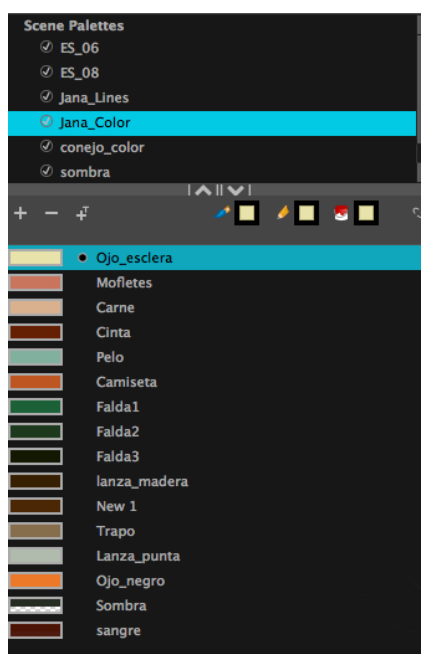 Scene Palettes
ES_06
ES_08
Jana_Lines
Jana_Color
conejo_color
sombra
Ojo_esclera
Mofletes
Carne
Cinta
Pelo
Camiseta
Falda1
Falda2
Falda3
lanza_madera
New 1
Trapo
Lanza_punta
Ojo_negro
Sombra
sangre